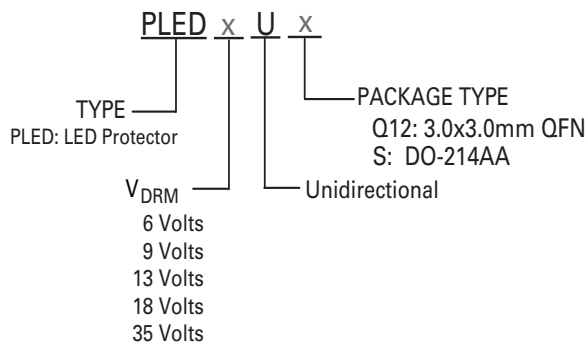 PLED x U x
TYPE
PLED: LED Protector
PACKAGE TYPE
Q12: 3.0x3.0mm QFN
S: DO-214AA
VDRM
6 Volts
9 Volts
13 Volts
18 Volts
35 Volts
Unidirectional